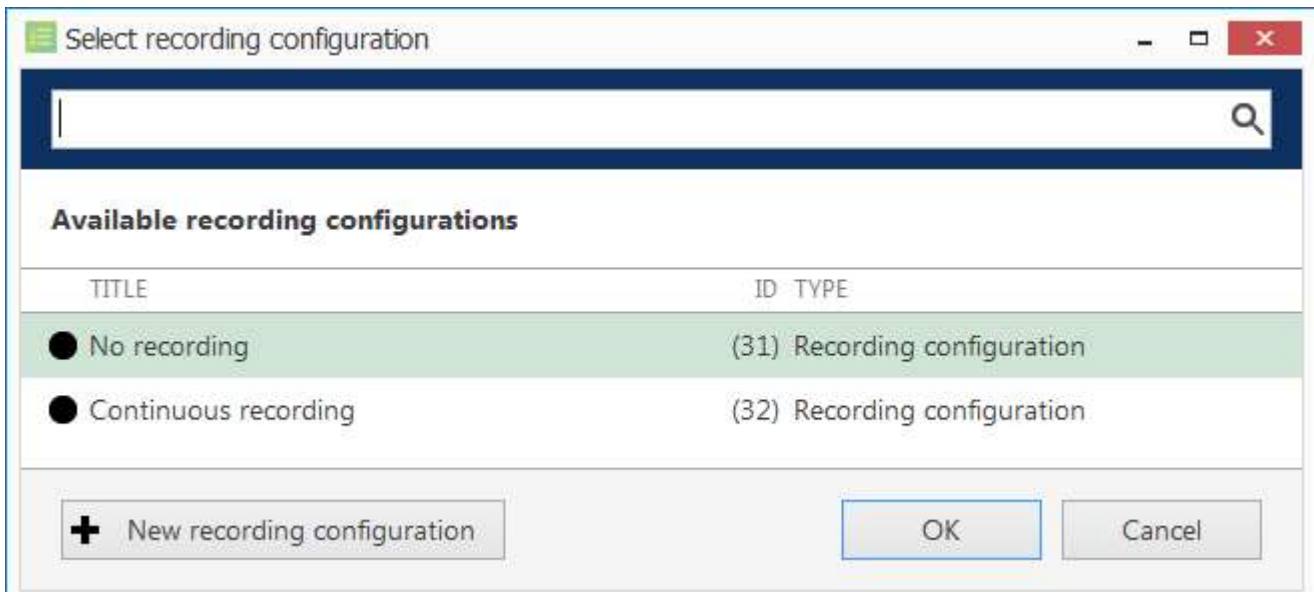 Select recording configuration
Available recording configurations
TITLE ID TYPE
No recording (31) Recording configuration
Continuous recording (32) Recording configuration
New recording configuration OK Cancel